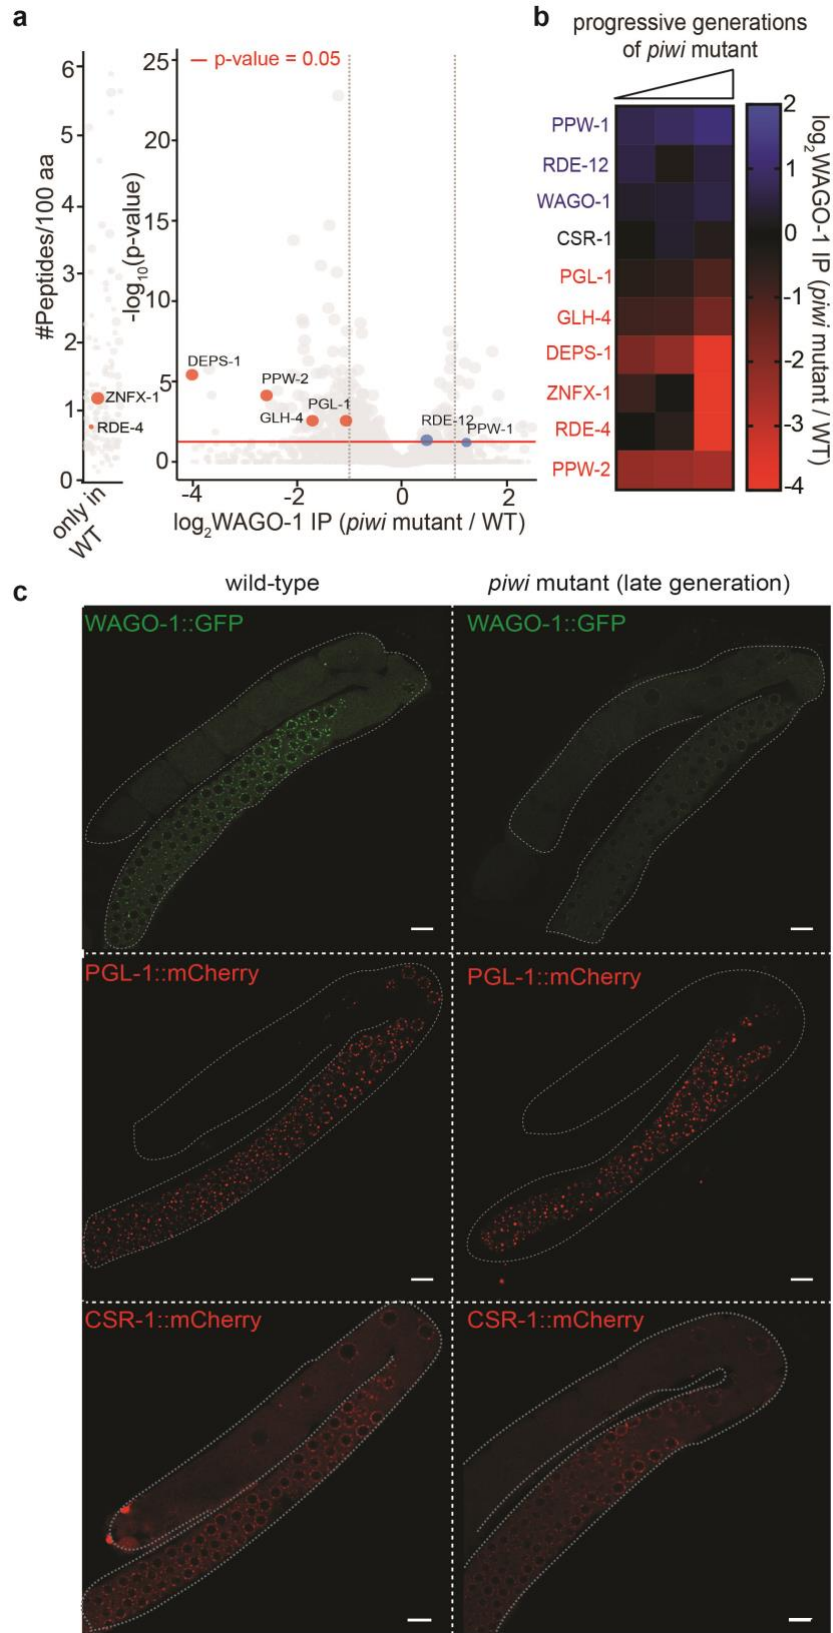 a
#Peptides/100 aa
6
5
4
3
2
1
0
ZNFX-1
RDE-4
only in
WT
-log10(p-value)
25
20
15
10
5
0
p-value = 0.05
DEPS-1
PPW-2
GLH-4
PGL-1
RDE-12
PPW-1
-4
-2
0
2
log2WAGO-1 IP (piwi mutant / WT)
b
progressive generations
of piwi mutant
PPW-1
RDE-12
WAGO-1
CSR-1
PGL-1
GLH-4
DEPS-1
ZNFX-1
RDE-4
PPW-2
2
1
0
-1
-2
-3
-4
log2WAGO-1 IP (piwi mutant / WT)
c
wild-type
piwi mutant (late generation)
WAGO-1::GFP
WAGO-1::GFP
PGL-1::mCherry
PGL-1::mCherry
CSR-1::mCherry
CSR-1::mCherry